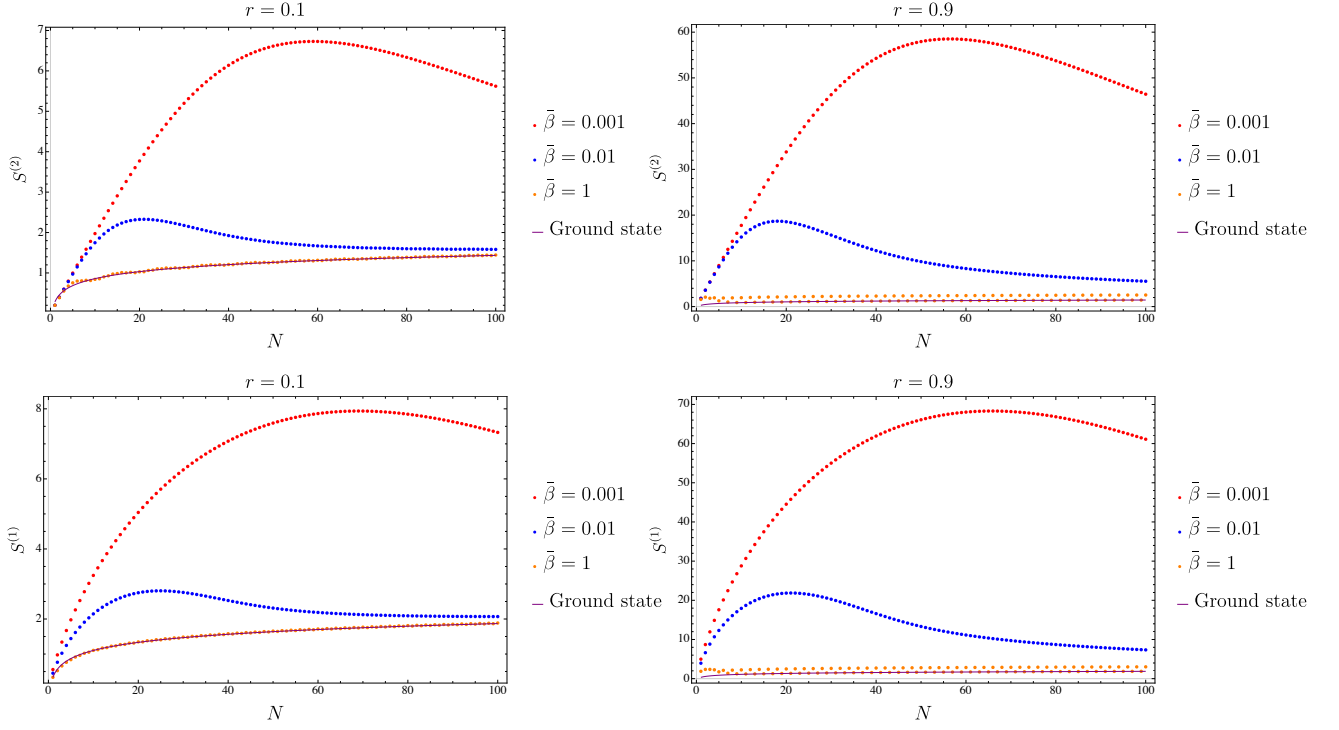 r = 0.1
S^{(2)}
7
6
5
4
3
2
1
0 20 40 60 80 100
N
β̄ = 0.001
β̄ = 0.01
β̄ = 1
Ground state
r = 0.9
S^{(2)}
60
50
40
30
20
10
0
0 20 40 60 80 100
N
β̄ = 0.001
β̄ = 0.01
β̄ = 1
Ground state
r = 0.1
S^{(1)}
8
6
4
2
0 20 40 60 80 100
N
β̄ = 0.001
β̄ = 0.01
β̄ = 1
Ground state
r = 0.9
S^{(1)}
70
60
50
40
30
20
10
0
0 20 40 60 80 100
N
β̄ = 0.001
β̄ = 0.01
β̄ = 1
Ground state